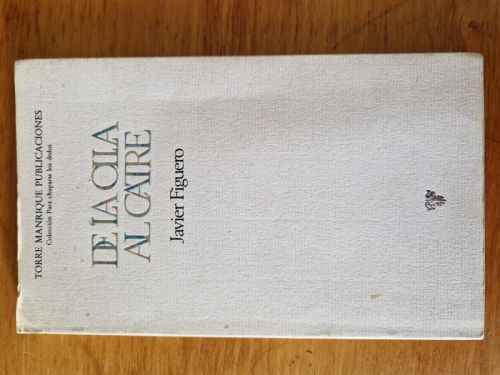 TORRE MANRIQUE PUBLICACIONES
Colección Para chuparse los dedos
DE LA OLLA
AL CATRE
Javier Figuero